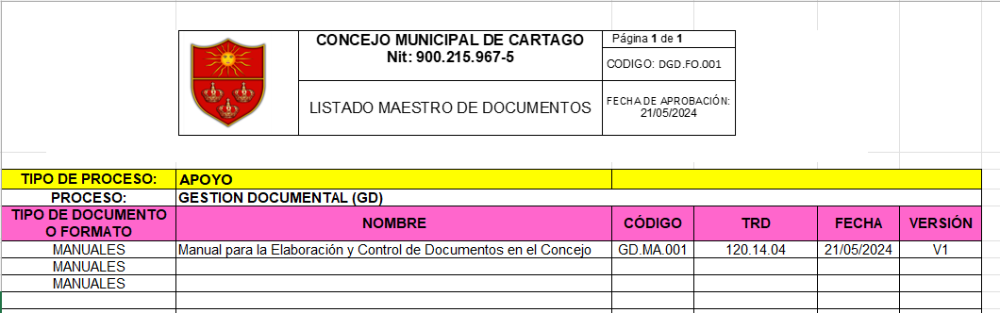 CONCEJO MUNICIPAL DE CARTAGO
Nit: 900.215.967-5
Página 1 de 1
CODIGO: DGD.FO.001
LISTADO MAESTRO DE DOCUMENTOS
FECHA DE APROBACIÓN:
21/05/2024
TIPO DE PROCESO: APOYO
PROCESO: GESTION DOCUMENTAL (GD)
TIPO DE DOCUMENTO
O FORMATO
NOMBRE CÓDIGO TRD FECHA VERSIÓN
MANUALES Manual para la Elaboración y Control de Documentos en el Concejo GD.MA.001 120.14.04 21/05/2024 V1
MANUALES
MANUALES